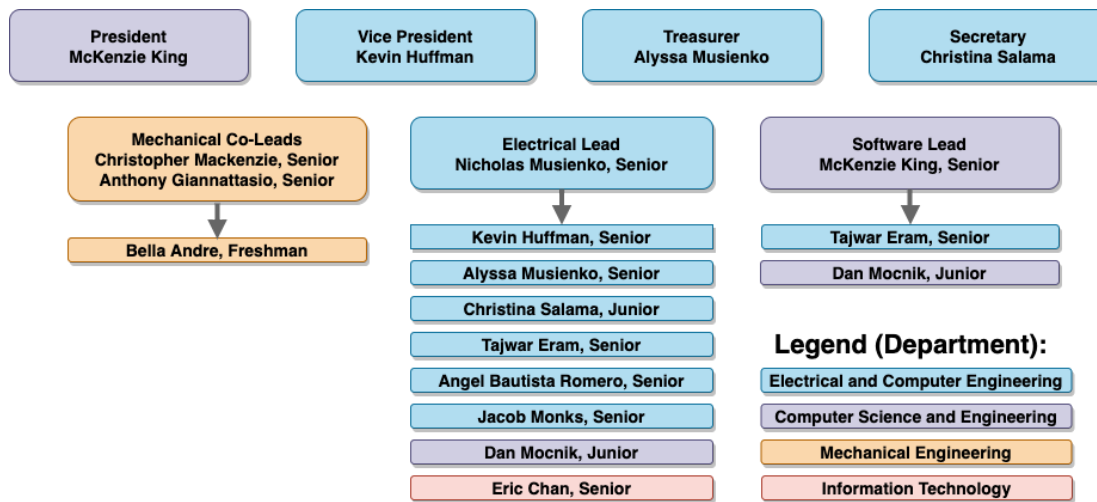 President
McKenzie King
Vice President
Kevin Huffman
Treasurer
Alyssa Musienko
Secretary
Christina Salama
Mechanical Co-Leads
Christopher Mackenzie, Senior
Anthony Giannattasio, Senior
Bella Andre, Freshman
Electrical Lead
Nicholas Musienko, Senior
Kevin Huffman, Senior
Alyssa Musienko, Senior
Christina Salama, Junior
Tajwar Eram, Senior
Angel Bautista Romero, Senior
Jacob Monks, Senior
Dan Mocnik, Junior
Eric Chan, Senior
Software Lead
McKenzie King, Senior
Tajwar Eram, Senior
Dan Mocnik, Junior
Legend (Department):
Electrical and Computer Engineering
Computer Science and Engineering
Mechanical Engineering
Information Technology